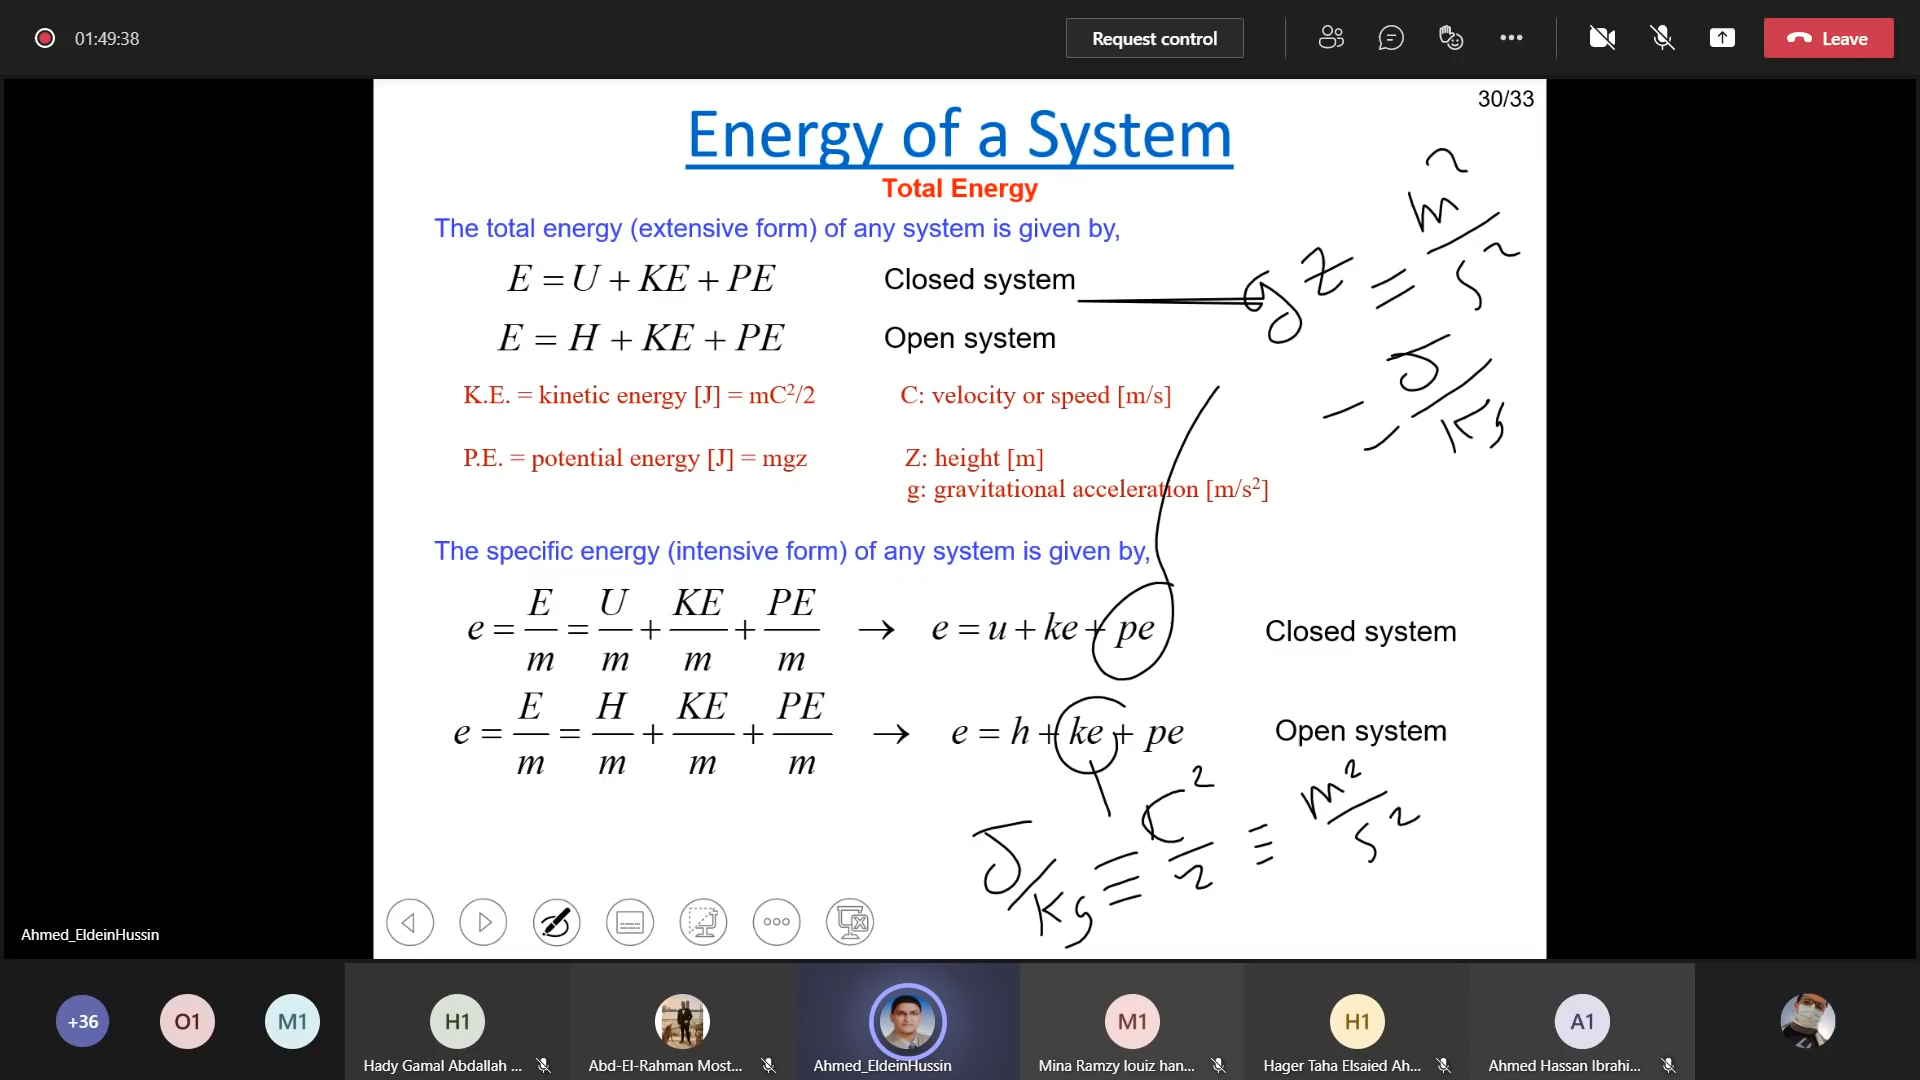 01:49:38
Request control
Leave
30/33
Energy of a System
Total Energy
The total energy (extensive form) of any system is given by,
E = U + KE + PE Closed system
E = H + KE + PE Open system
gz = m²/s²
= J/Kg
K.E. = kinetic energy [J] = mC²/2 C: velocity or speed [m/s]
P.E. = potential energy [J] = mgz Z: height [m]
g: gravitational acceleration [m/s²]
The specific energy (intensive form) of any system is given by,
e = E/m = U/m + KE/m + PE/m → e = u + ke + pe Closed system
e = E/m = H/m + KE/m + PE/m → e = h + ke + pe Open system
J/Kg ≡ C²/2 ≡ m²/s²
Ahmed_EldeinHussin
+36
O1
M1
H1
M1
H1
A1
Hady Gamal Abdallah ...
Abd-El-Rahman Most...
Ahmed_EldeinHussin
Mina Ramzy louiz han...
Hager Taha Elsaied Ah...
Ahmed Hassan Ibrahi...